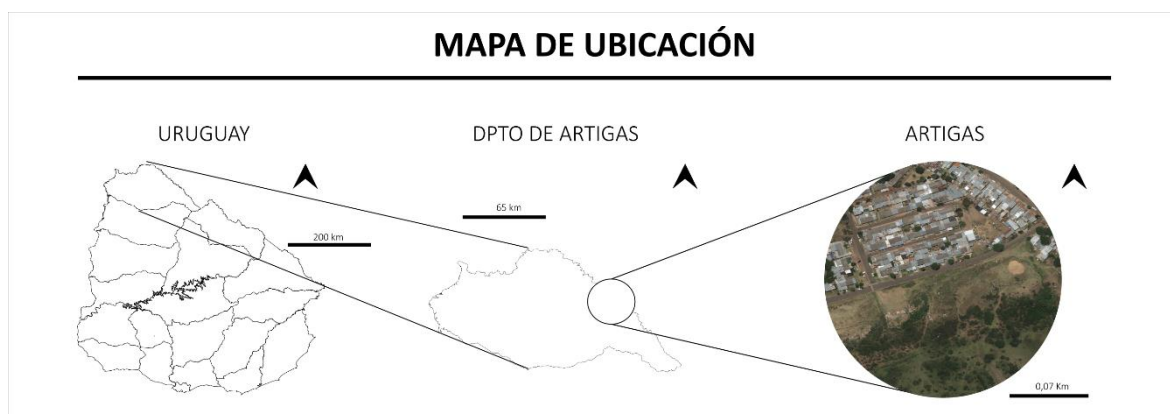 MAPA DE UBICACIÓN
URUGUAY
DPTO DE ARTIGAS
ARTIGAS
65 km
200 km
0,07 Km